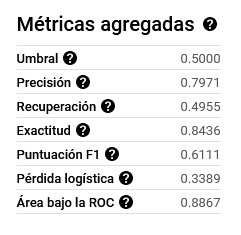 Métricas agregadas ?
Umbral ? 0.5000
Precisión ? 0.7971
Recuperación ? 0.4955
Exactitud ? 0.8436
Puntuación F1 ? 0.6111
Pérdida logística ? 0.3389
Área bajo la ROC ? 0.8867